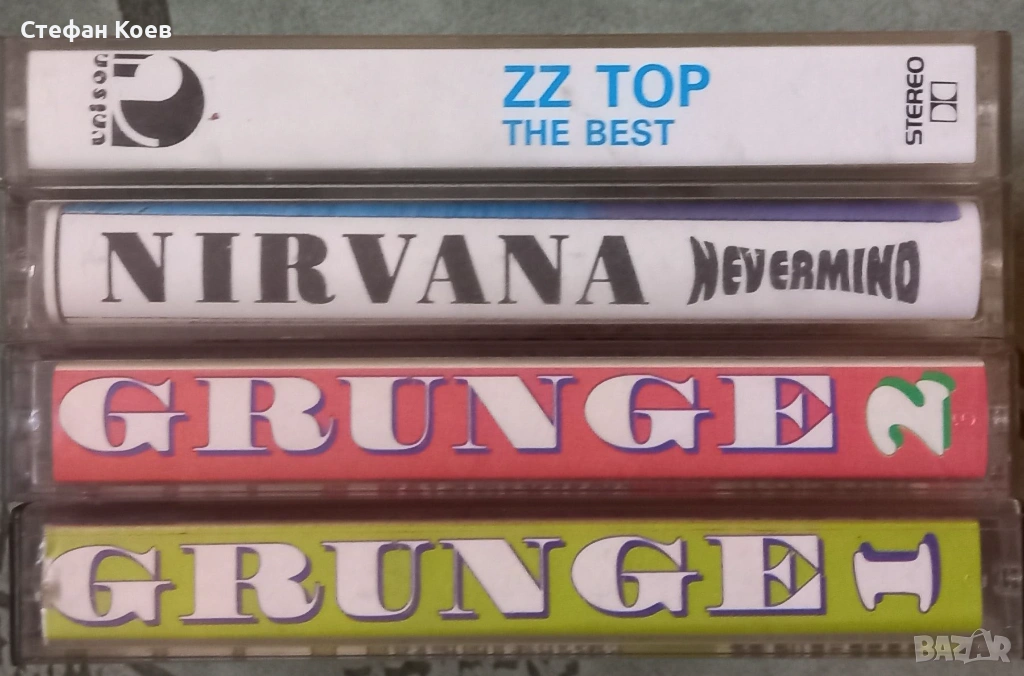 Стефан Коев
unison
ZZ TOP
THE BEST
STEREO
NIRVANA NEVERMIND
GRUNGE 2
GRUNGE 1
BAZAR